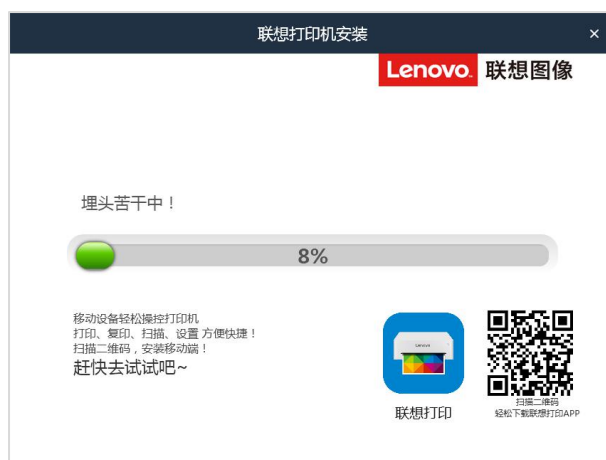 联想打印机安装
×
Lenovo. 联想图像
埋头苦干中！
8%
移动设备轻松操控打印机
打印、复印、扫描、设置 方便快捷！
扫描二维码，安装移动端！
赶快去试试吧~
Lenovo
联想打印
扫描二维码
轻松下载联想打印APP